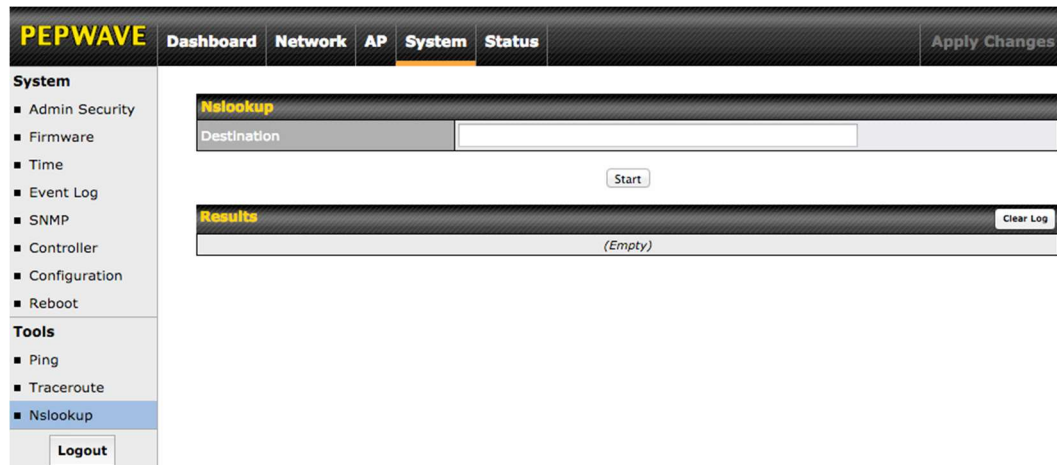 PEPWAVE
Dashboard Network AP System Status
Apply Changes
System
Admin Security
Firmware
Time
Event Log
SNMP
Controller
Configuration
Reboot
Tools
Ping
Traceroute
Nslookup
Logout
Nslookup
Destination
Start
Results
Clear Log
(Empty)